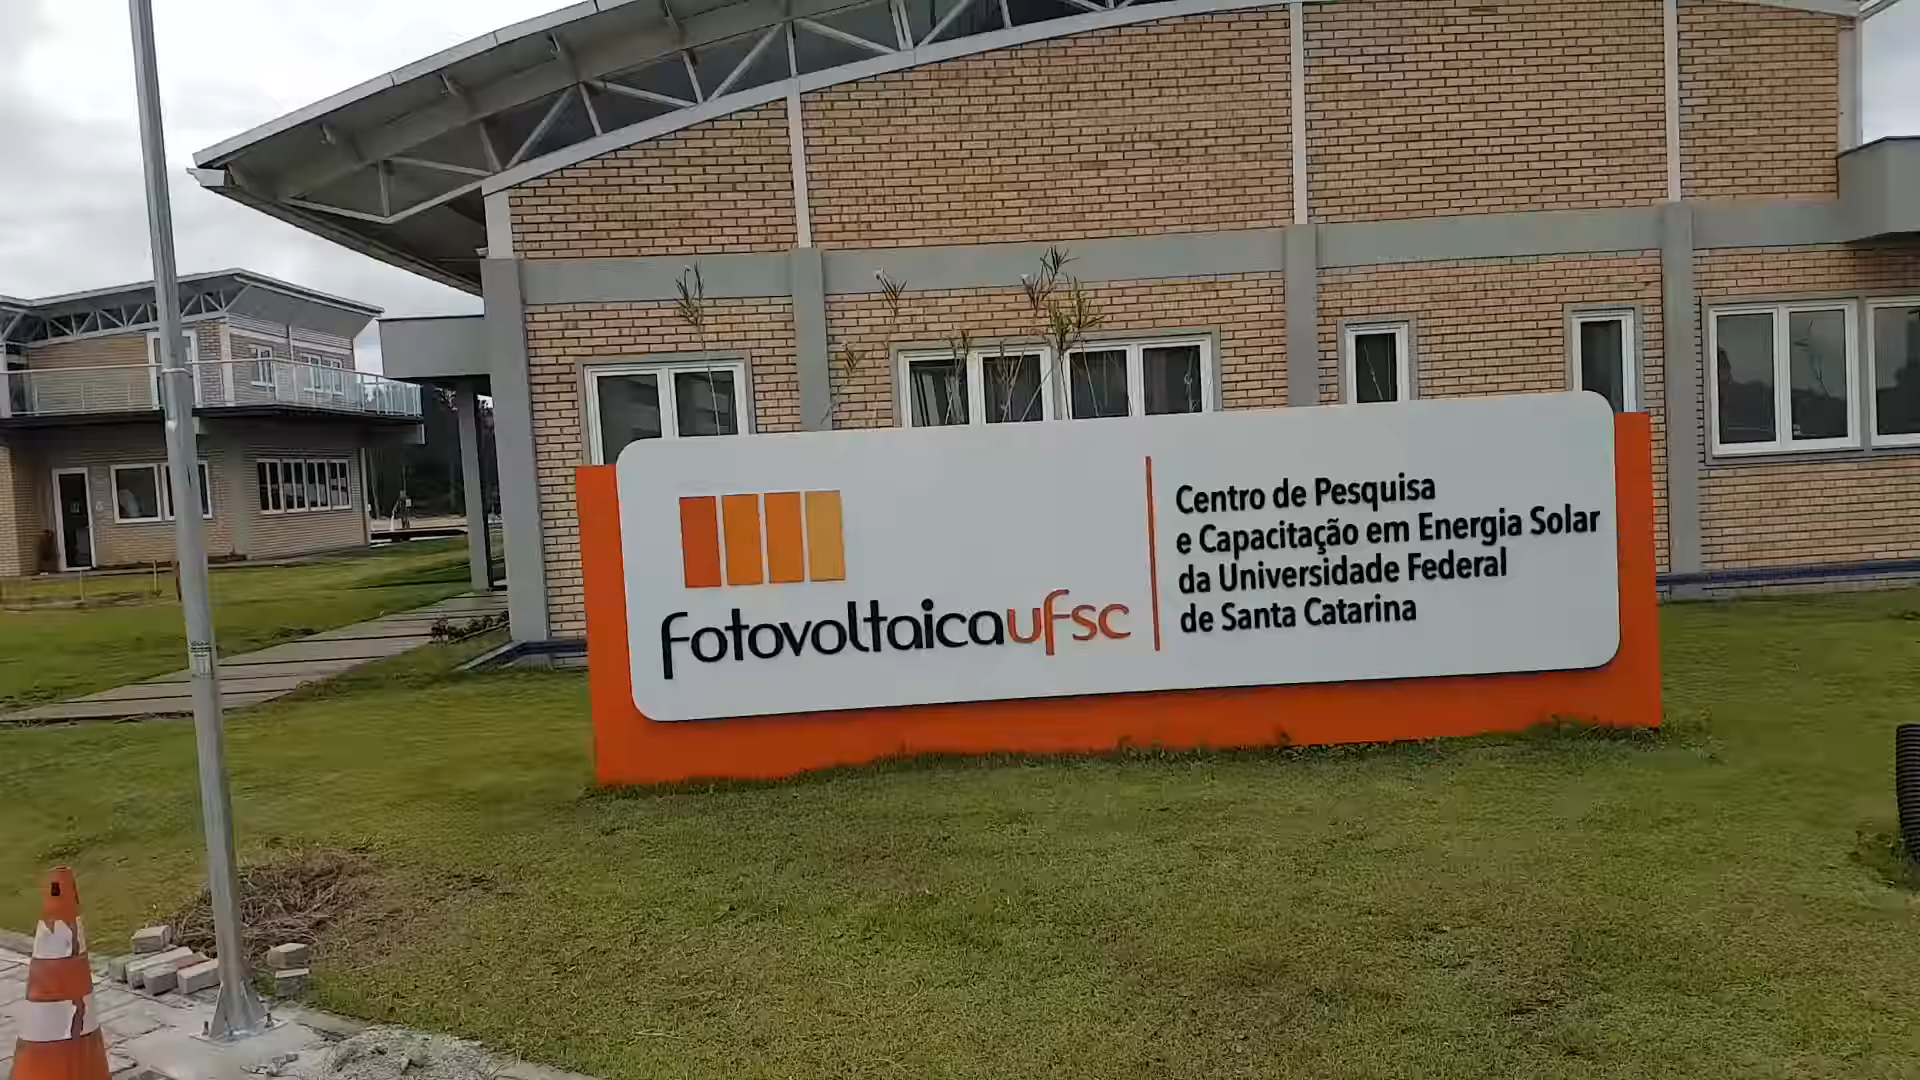 fotovoltaicaufsc
Centro de Pesquisa
e Capacitação em Energia Solar
da Universidade Federal
de Santa Catarina